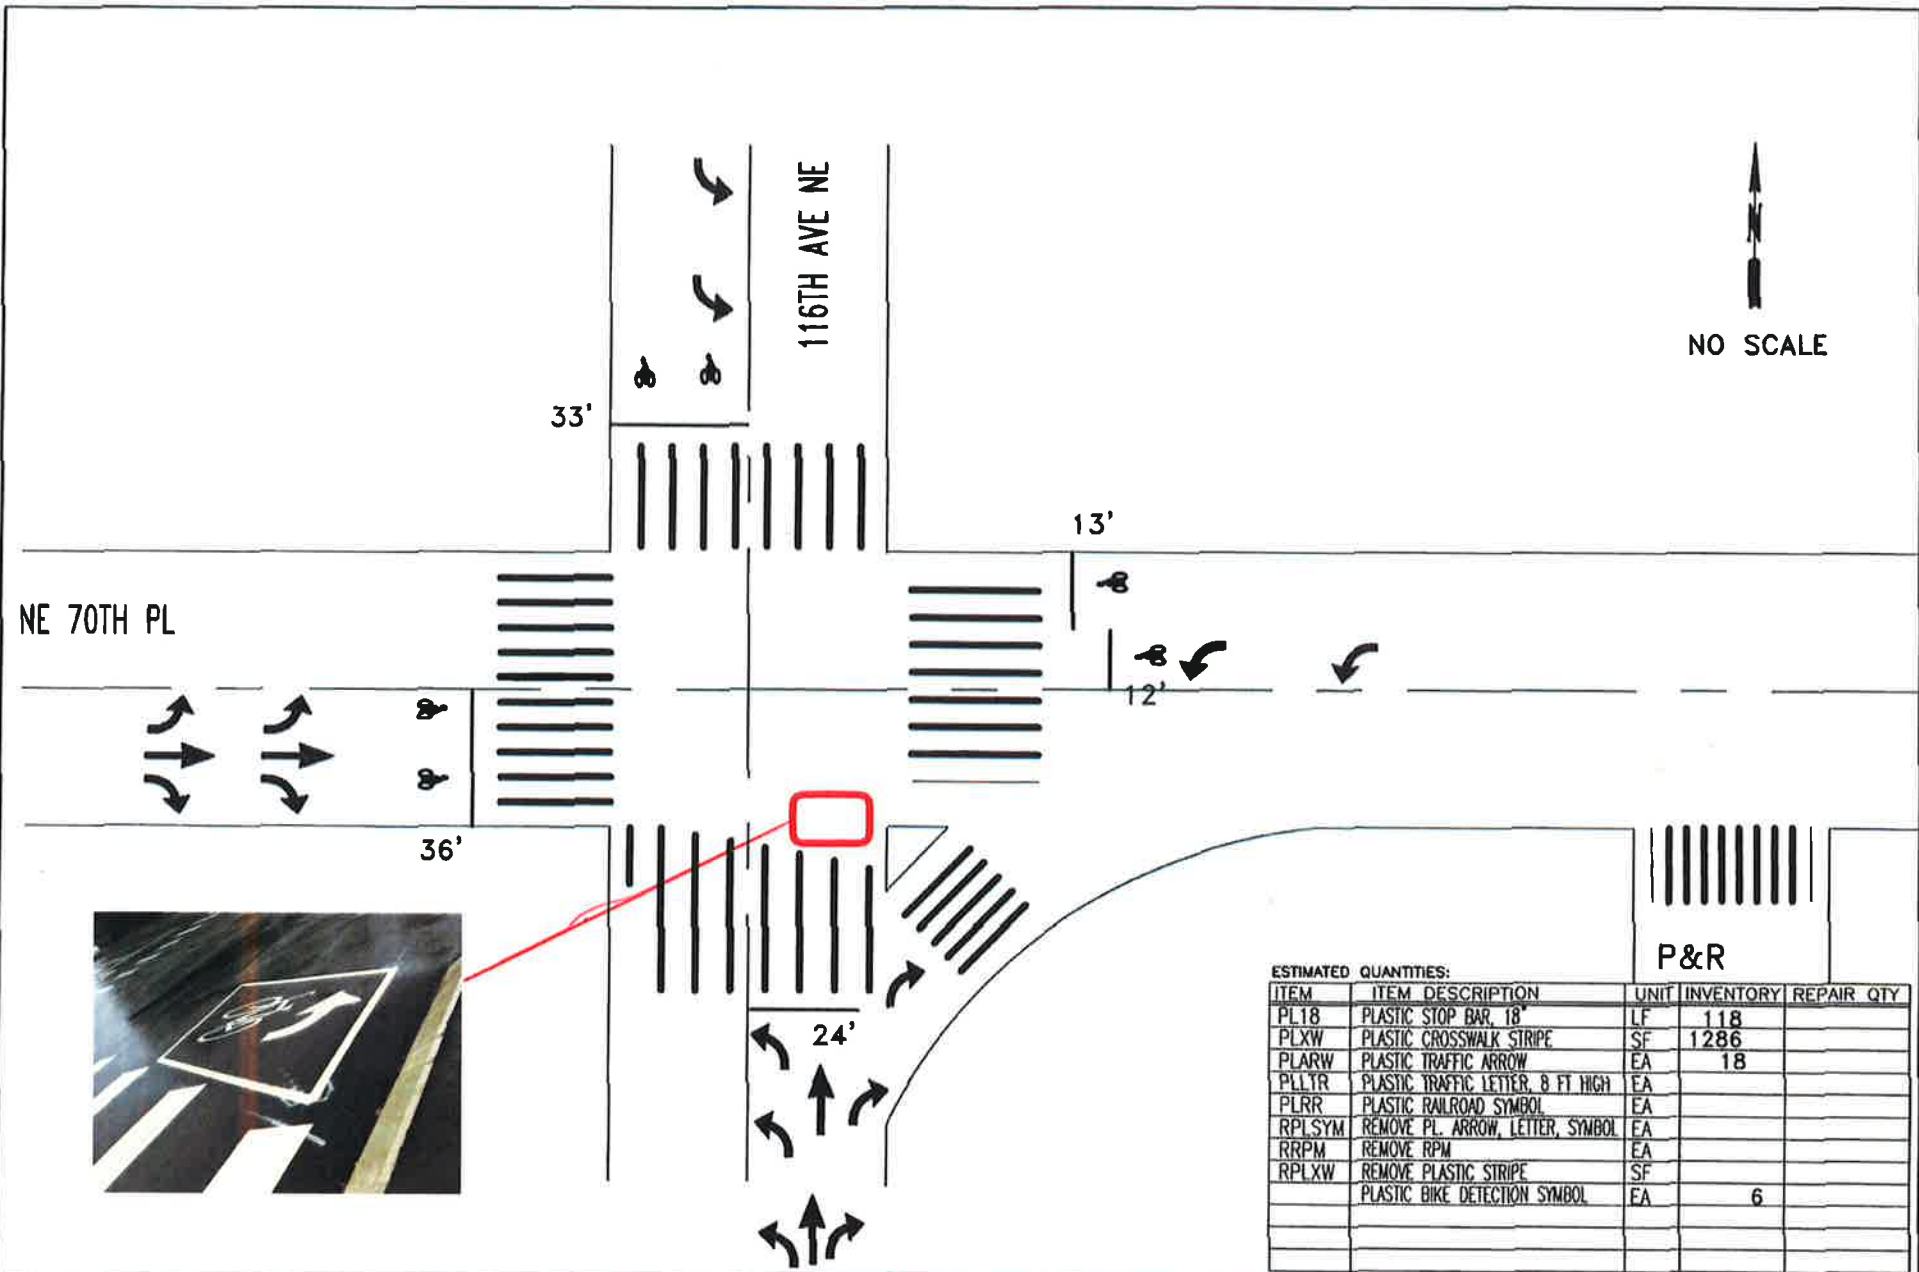 116TH AVE NE
N
NO SCALE
33'
13'
NE 70TH PL
12'
36'
24'
P&R
ESTIMATED QUANTITIES:
ITEM ITEM DESCRIPTION UNIT INVENTORY REPAIR QTY
PL18 PLASTIC STOP BAR, 18" LF 118
PLXW PLASTIC CROSSWALK STRIPE SF 1286
PLARW PLASTIC TRAFFIC ARROW EA 18
PLLTR PLASTIC TRAFFIC LETTER, 8 FT HIGH EA
PLRR PLASTIC RAILROAD SYMBOL EA
RPLSYM REMOVE PL. ARROW, LETTER, SYMBOL EA
RRPM REMOVE RPM EA
RPLXW REMOVE PLASTIC STRIPE SF
PLASTIC BIKE DETECTION SYMBOL EA 6